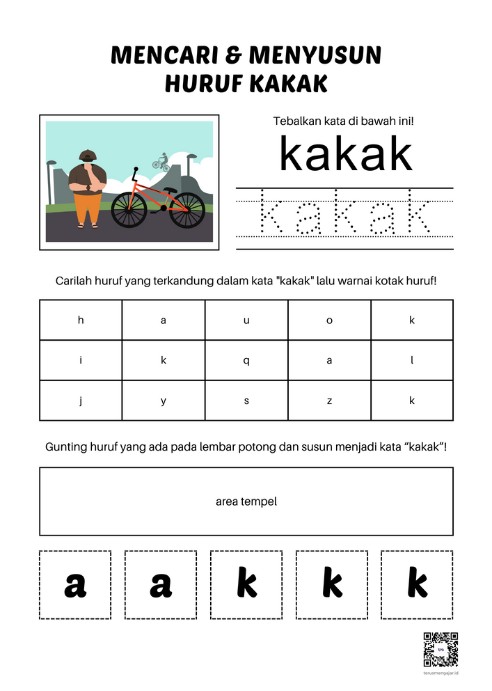 MENCARI & MENYUSUN
HURUF KAKAK
Tebalkan kata di bawah ini!
kakak
kakak
Carilah huruf yang terkandung dalam kata "kakak" lalu warnai kotak huruf!
h a u o k
i k q a l
j y s z k
Gunting huruf yang ada pada lembar potong dan susun menjadi kata “kakak”!
area tempel
a a k k k